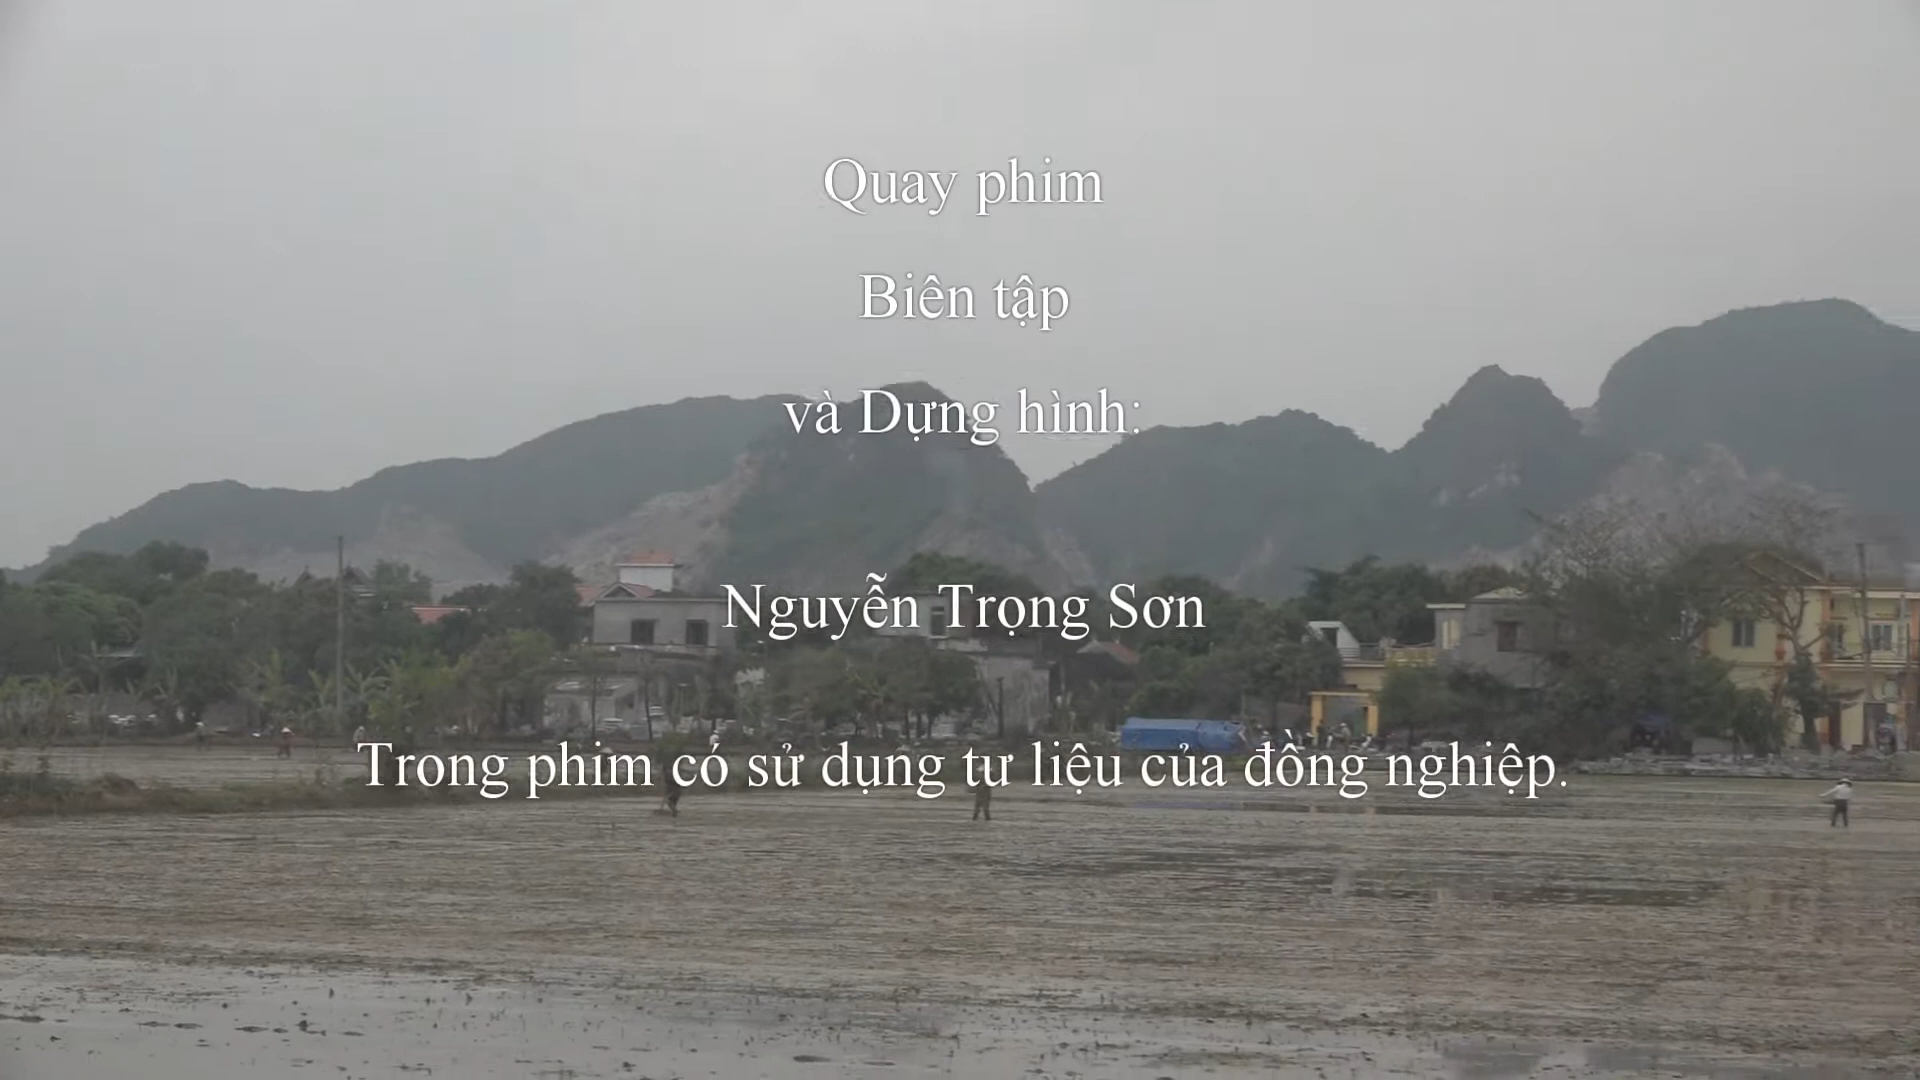 Quay phim
Biên tập
và Dựng hình:
Nguyễn Trọng Sơn
Trong phim có sử dụng tư liệu của đồng nghiệp.